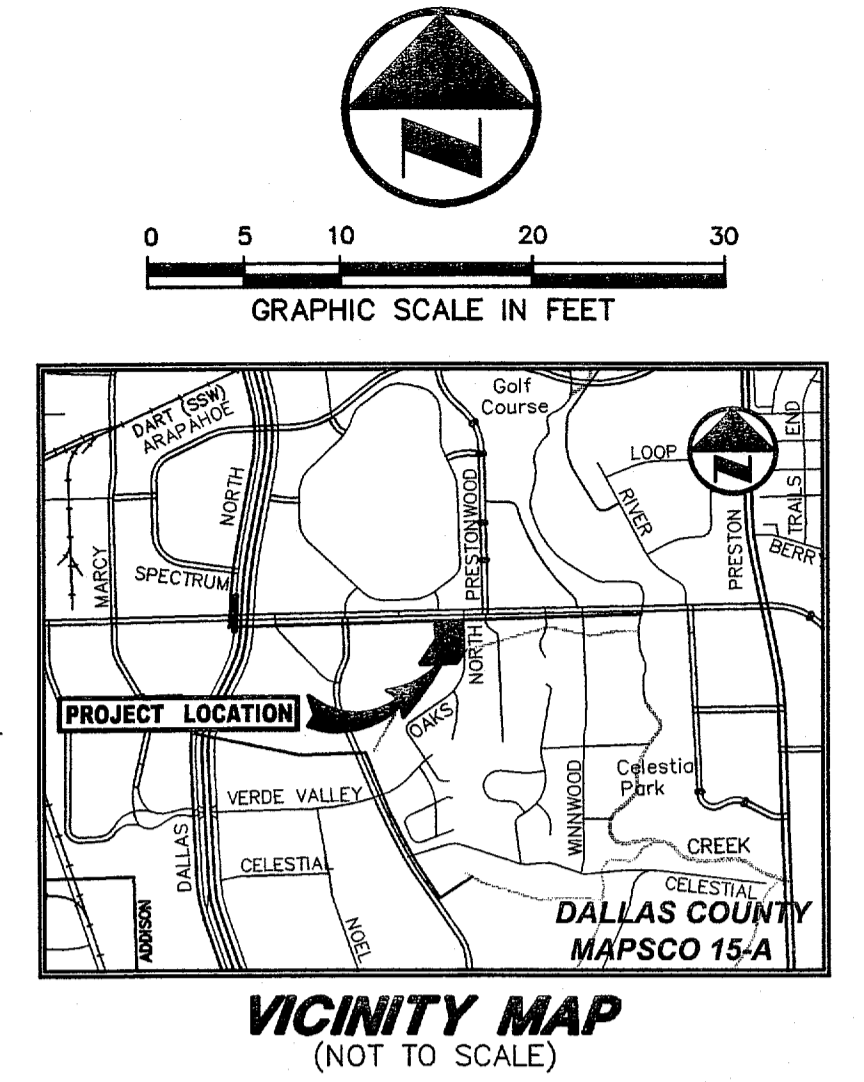 N
0 5 10 20 30
GRAPHIC SCALE IN FEET
DART (SSW)
ARAPAHOE
Golf
Course
LOOP
END
N
NORTH
PRESTONWOOD
RIVER
PRESTON
TRAILS
BERR
MARCY
SPECTRUM
NORTH
PROJECT LOCATION
OAKS
VERDE VALLEY
WINNWOOD
Celestia
Park
DALLAS
CELESTIAL
CREEK
CELESTIAL
ADDISON
NOEL
DALLAS COUNTY
MAPSCO 15-A
VICINITY MAP
(NOT TO SCALE)